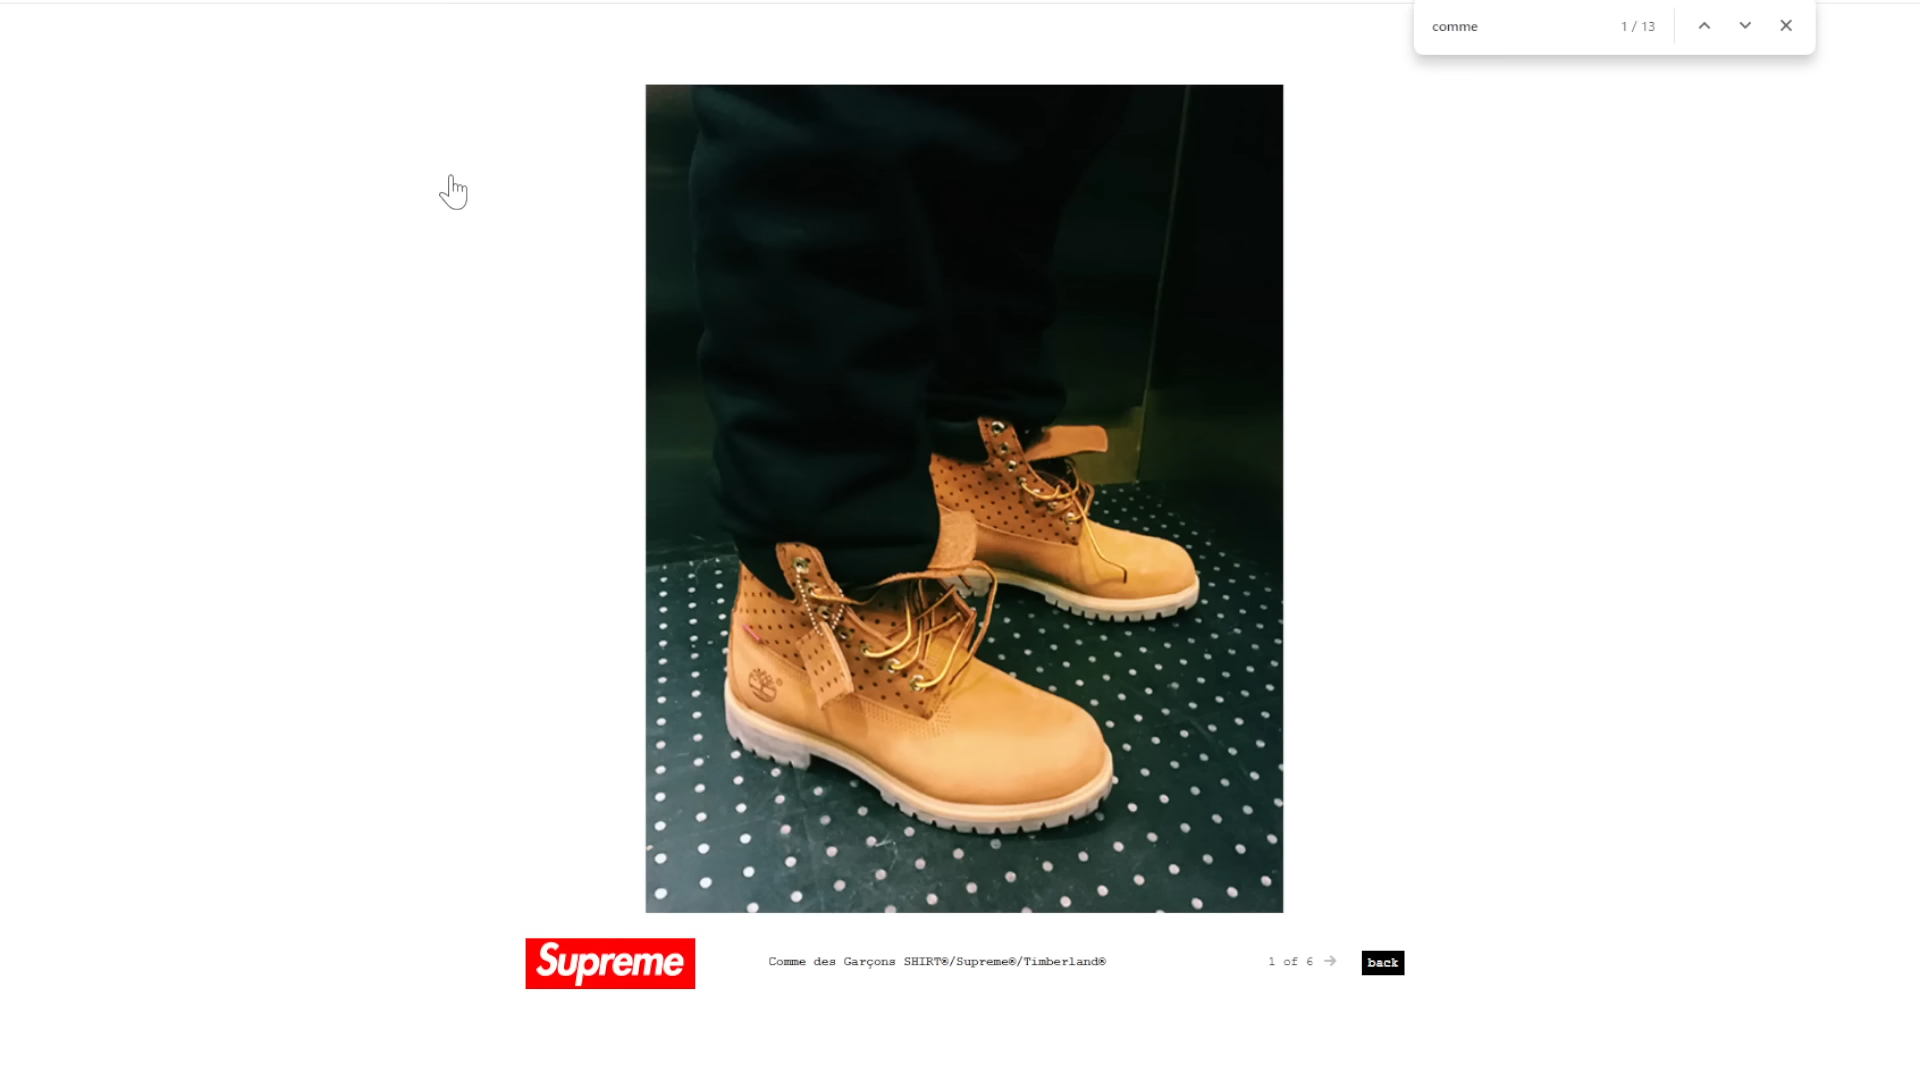 comme 1 / 13
Supreme
Comme des Garçons SHIRT®/Supreme®/Timberland®
1 of 6 →
back